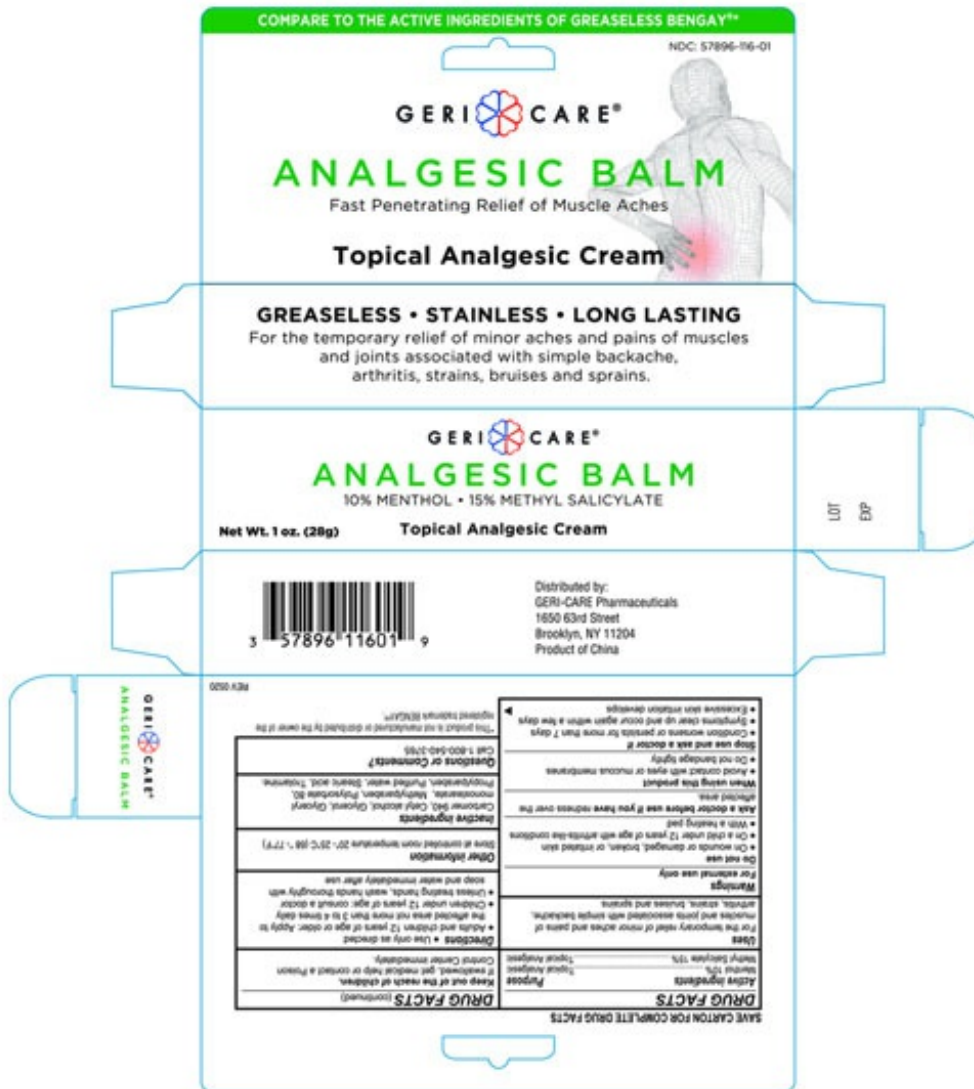 COMPARE TO THE ACTIVE INGREDIENTS OF GREASELESS BENGAY®*
NDC: 57896-116-01
GERI CARE®
ANALGESIC BALM
Fast Penetrating Relief of Muscle Aches
Topical Analgesic Cream
GREASELESS • STAINLESS • LONG LASTING
For the temporary relief of minor aches and pains of muscles
and joints associated with simple backache,
arthritis, strains, bruises and sprains.
GERI CARE®
ANALGESIC BALM
10% MENTHOL • 15% METHYL SALICYLATE
Net Wt. 1 oz. (28g)
Topical Analgesic Cream
LOT
EXP
3 57896 11601 9
Distributed by:
GERI-CARE Pharmaceuticals
1650 63rd Street
Brooklyn, NY 11204
Product of China
GERI CARE®
ANALGESIC BALM
REV 0520
SAVE CARTON FOR COMPLETE DRUG FACTS
DRUG FACTS
Active ingredients Purpose
Menthol 10% Topical Analgesic
Methyl Salicylate 15% Topical Analgesic
Uses
For the temporary relief of minor aches and pains of
muscles and joints associated with simple backache,
arthritis, strains, bruises and sprains
Warnings
For external use only
Do not use
• On wounds or damaged, broken, or irritated skin
• On a child under 12 years of age with arthritis-like conditions
• With a heating pad
Ask a doctor before use if you have redness over the
affected area.
When using this product
• Avoid contact with eyes or mucous membranes
• Do not bandage tightly
Stop use and ask a doctor if
• Condition worsens or persists for more than 7 days
• Symptoms clear up and occur again within a few days
• Excessive skin irritation develops
DRUG FACTS (continued)
Keep out of the reach of children.
If swallowed, get medical help or contact a Poison
Control Center immediately.
Directions • Use only as directed
• Adults and children 12 years of age or older: Apply to
the affected area not more than 3 to 4 times daily
• Children under 12 years of age: consult a doctor
• Unless treating hands, wash hands thoroughly with
soap and water immediately after use
Other information
Store at controlled room temperature 20°-25°C (68°-77°F)
Inactive ingredients
Carbomer 940, Cetyl alcohol, Glycerol, Glyceryl
monostearate, Methylparaben, Polysorbate 80,
Propylparaben, Purified water, Stearic acid, Trolamine
Questions or Comments?
Call 1-800-540-3765
*This product is not manufactured or distributed by the owner of the
registered trademark BENGAY®.